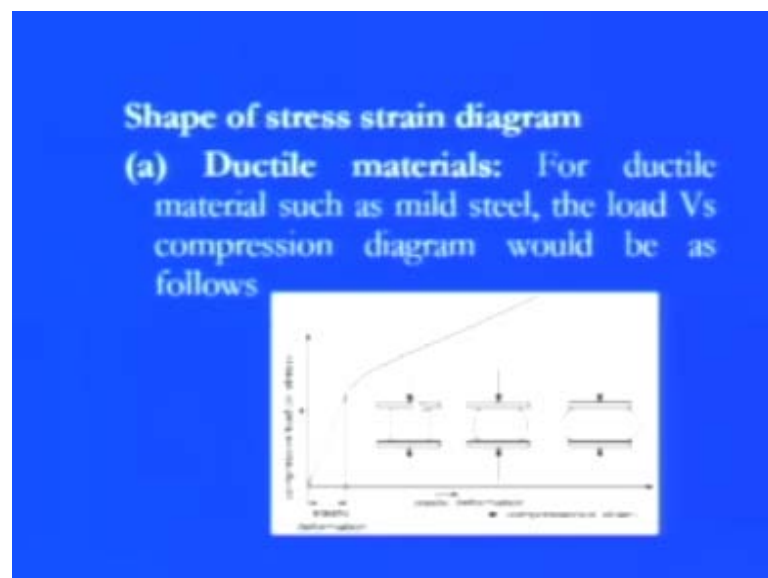 Shape of stress strain diagram
(a) Ductile materials: For ductile
material such as mild steel, the load Vs
compression diagram would be as
follows